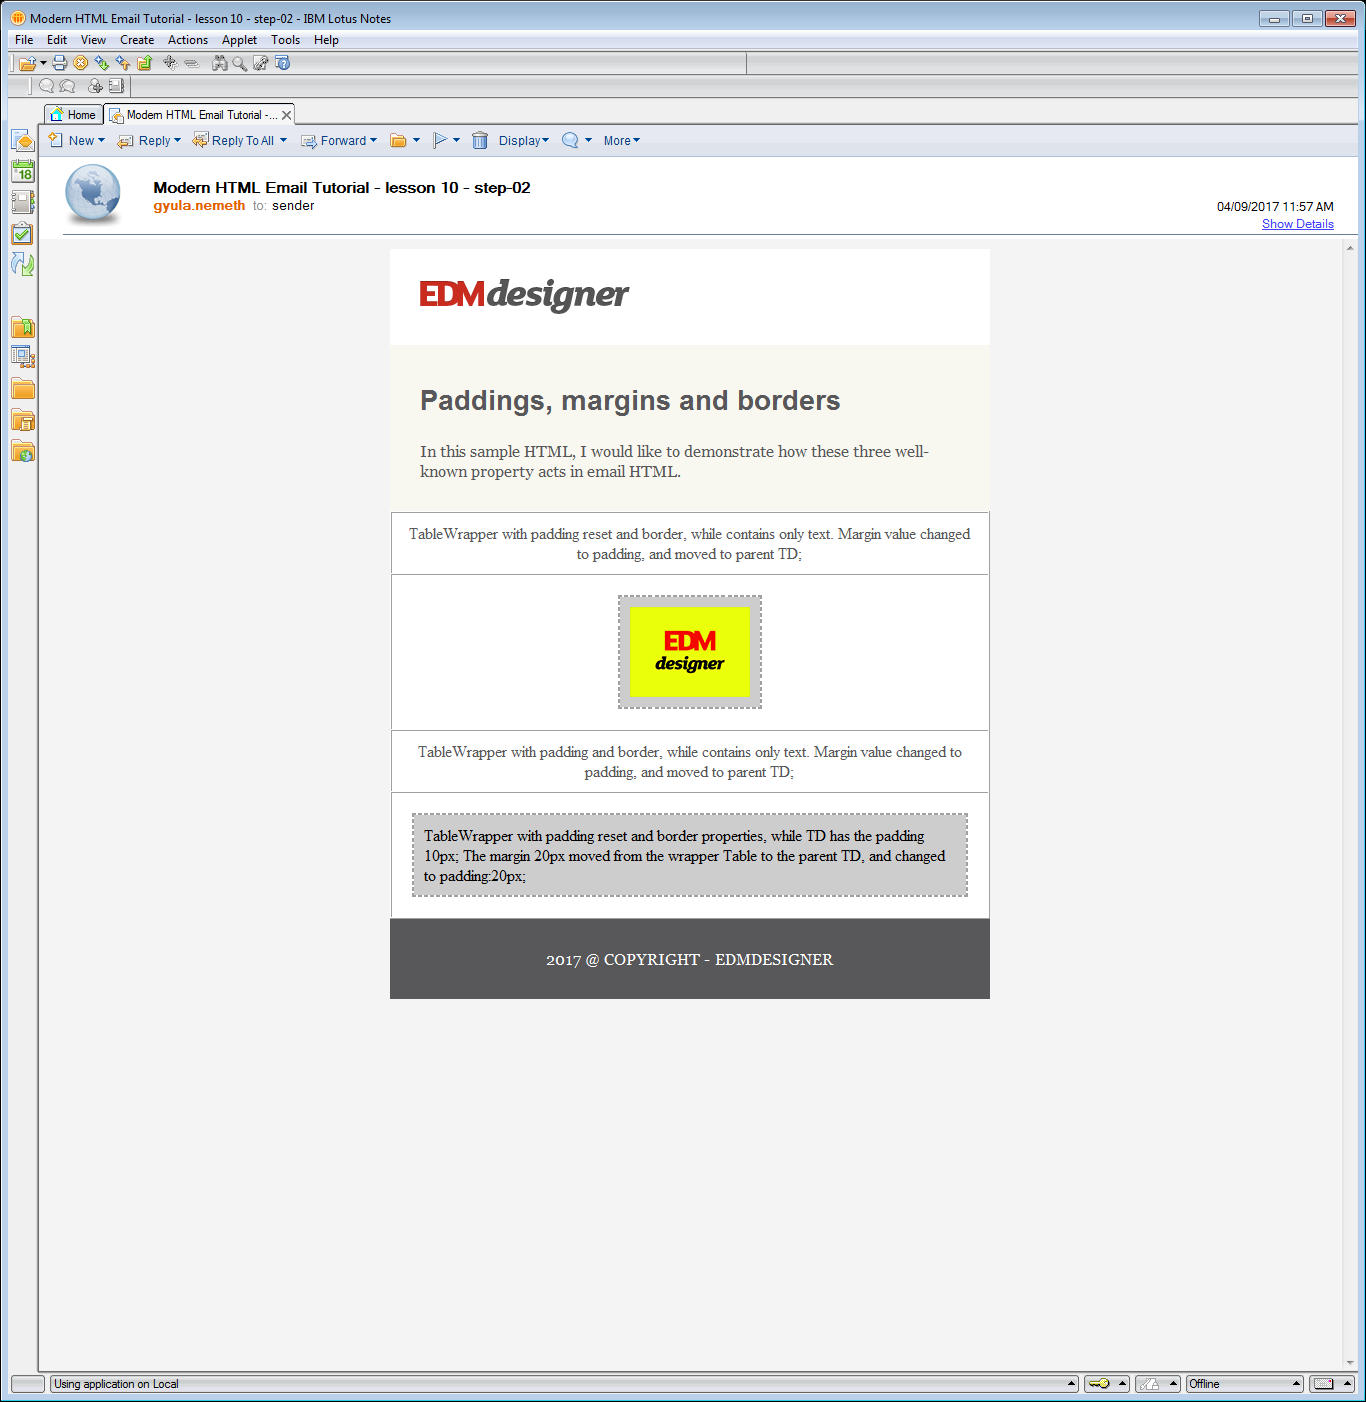 Modern HTML Email Tutorial - lesson 10 - step-02 - IBM Lotus Notes
File Edit View Create Actions Applet Tools Help
Home Modern HTML Email Tutorial -...
New Reply Reply To All Forward Display More
18
Modern HTML Email Tutorial - lesson 10 - step-02
gyula.nemeth to: sender
04/09/2017 11:57 AM
Show Details
EDMdesigner
Paddings, margins and borders
In this sample HTML, I would like to demonstrate how these three well-
known property acts in email HTML.
TableWrapper with padding reset and border, while contains only text. Margin value changed
to padding, and moved to parent TD;
EDM
designer
TableWrapper with padding and border, while contains only text. Margin value changed to
padding, and moved to parent TD;
TableWrapper with padding reset and border properties, while TD has the padding
10px; The margin 20px moved from the wrapper Table to the parent TD, and changed
to padding:20px;
2017 @ COPYRIGHT - EDMDESIGNER
Using application on Local Offline